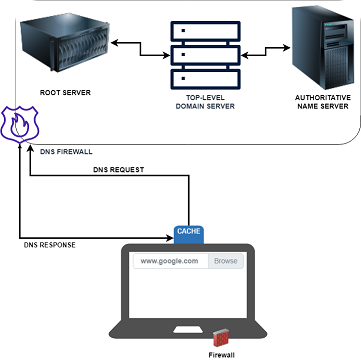 ROOT SERVER
TOP-LEVEL
DOMAIN SERVER
AUTHORITATIVE
NAME SERVER
DNS FIREWALL
DNS REQUEST
CACHE
DNS RESPONSE
www.google.com Browse
Firewall